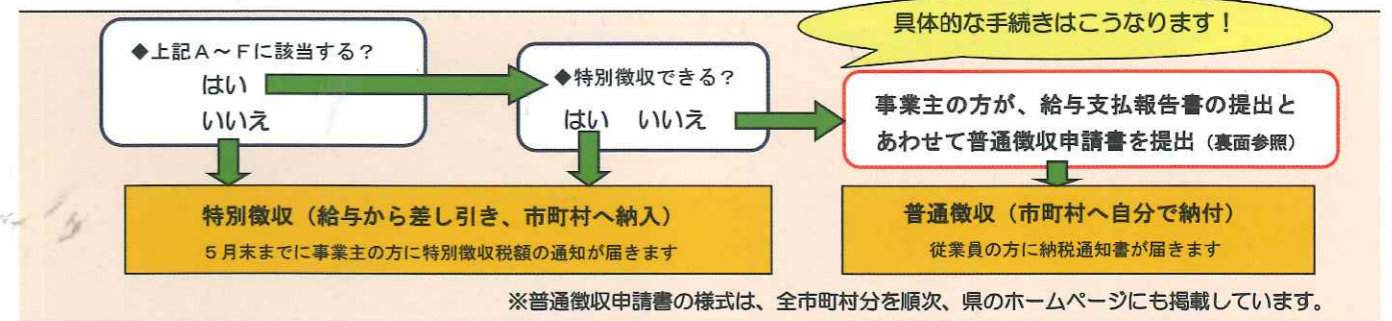 具体的な手続きはこうなります！
◆上記A～Fに該当する？
はい
いいえ
◆特別徴収できる？
はい　いいえ
事業主の方が、給与支払報告書の提出と
あわせて普通徴収申請書を提出（裏面参照）
特別徴収（給与から差し引き、市町村へ納入）
５月末までに事業主の方に特別徴収税額の通知が届きます
普通徴収（市町村へ自分で納付）
従業員の方に納税通知書が届きます
※普通徴収申請書の様式は、全市町村分を順次、県のホームページにも掲載しています。